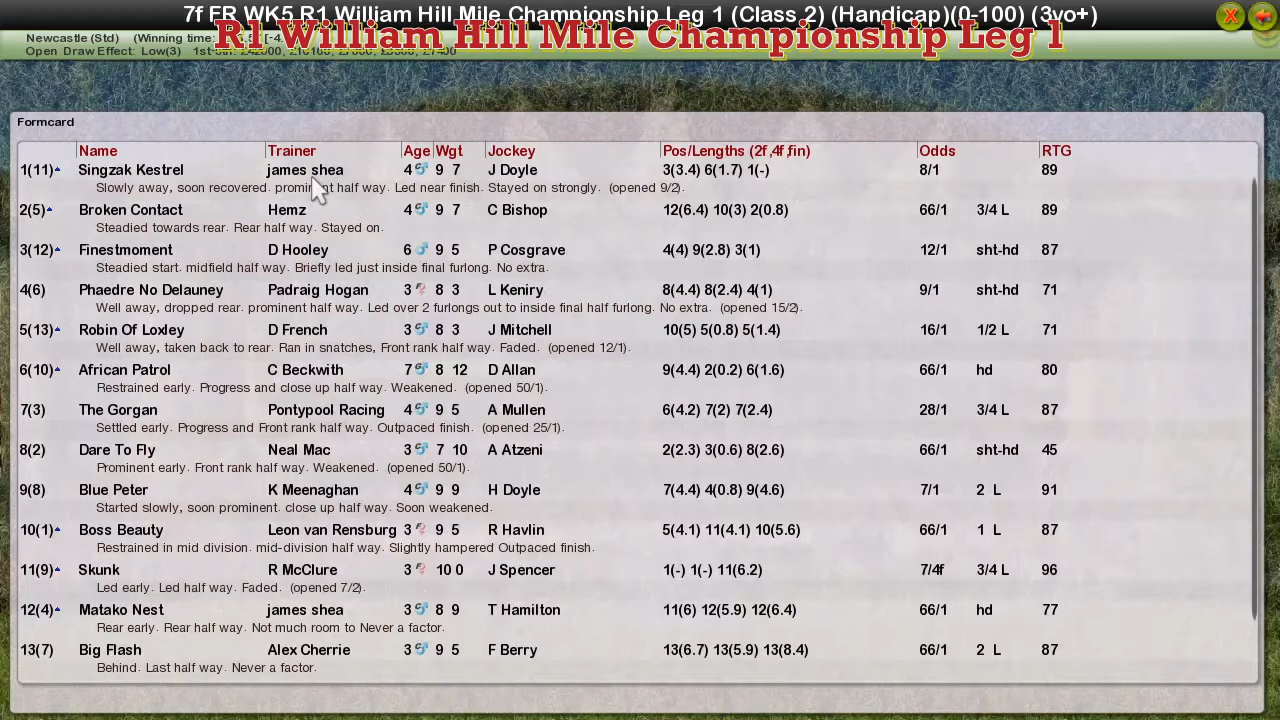 7f FR WK5 R1 William Hill Mile Championship Leg 1 (Class 2) (Handicap)(0-100) (3yo+)
R1 William Hill Mile Championship Leg 1
Newcastle (Std) (Winning time:
Open Draw Effect: Low(3)
Formcard
Name Trainer Age Wgt Jockey Pos/Lengths (2f,4f,fin) Odds RTG
1(11) Singzak Kestrel james shea 4 9 7 J Doyle 3(3.4) 6(1.7) 1(-) 8/1 89
Slowly away, soon recovered. prominent half way. Led near finish. Stayed on strongly. (opened 9/2).
2(5) Broken Contact Hemz 4 9 7 C Bishop 12(6.4) 10(3) 2(0.8) 66/1 3/4 L 89
Steadied towards rear. Rear half way. Stayed on.
3(12) Finestmoment D Hooley 6 9 5 P Cosgrave 4(4) 9(2.8) 3(1) 12/1 sht-hd 87
Steadied start. midfield half way. Briefly led just inside final furlong. No extra.
4(6) Phaedre No Delauney Padraig Hogan 3 8 3 L Keniry 8(4.4) 8(2.4) 4(1) 9/1 sht-hd 71
Well away, dropped rear. prominent half way. Led over 2 furlongs out to inside final half furlong. No extra. (opened 15/2).
5(13) Robin Of Loxley D French 3 8 3 J Mitchell 10(5) 5(0.8) 5(1.4) 16/1 1/2 L 71
Well away, taken back to rear. Ran in snatches, Front rank half way. Faded. (opened 12/1).
6(10) African Patrol C Beckwith 7 8 12 D Allan 9(4.4) 2(0.2) 6(1.6) 66/1 hd 80
Restrained early. Progress and close up half way. Weakened. (opened 50/1).
7(3) The Gorgan Pontypool Racing 4 9 5 A Mullen 6(4.2) 7(2) 7(2.4) 28/1 3/4 L 87
Settled early. Progress and Front rank half way. Outpaced finish. (opened 25/1).
8(2) Dare To Fly Neal Mac 3 7 10 A Atzeni 2(2.3) 3(0.6) 8(2.6) 66/1 sht-hd 45
Prominent early. Front rank half way. Weakened. (opened 50/1).
9(8) Blue Peter K Meenaghan 4 9 9 H Doyle 7(4.4) 4(0.8) 9(4.6) 7/1 2 L 91
Started slowly, soon prominent. close up half way. Soon weakened.
10(1) Boss Beauty Leon van Rensburg 3 9 5 R Havlin 5(4.1) 11(4.1) 10(5.6) 66/1 1 L 87
Restrained in mid division. mid-division half way. Slightly hampered Outpaced finish.
11(9) Skunk R McClure 3 10 0 J Spencer 1(-) 1(-) 11(6.2) 7/4f 3/4 L 96
Led early. Led half way. Faded. (opened 7/2).
12(4) Matako Nest james shea 3 8 9 T Hamilton 11(6) 12(5.9) 12(6.4) 66/1 hd 77
Rear early. Rear half way. Not much room to Never a factor.
13(7) Big Flash Alex Cherrie 3 9 5 F Berry 13(6.7) 13(5.9) 13(8.4) 66/1 2 L 87
Behind. Last half way. Never a factor.